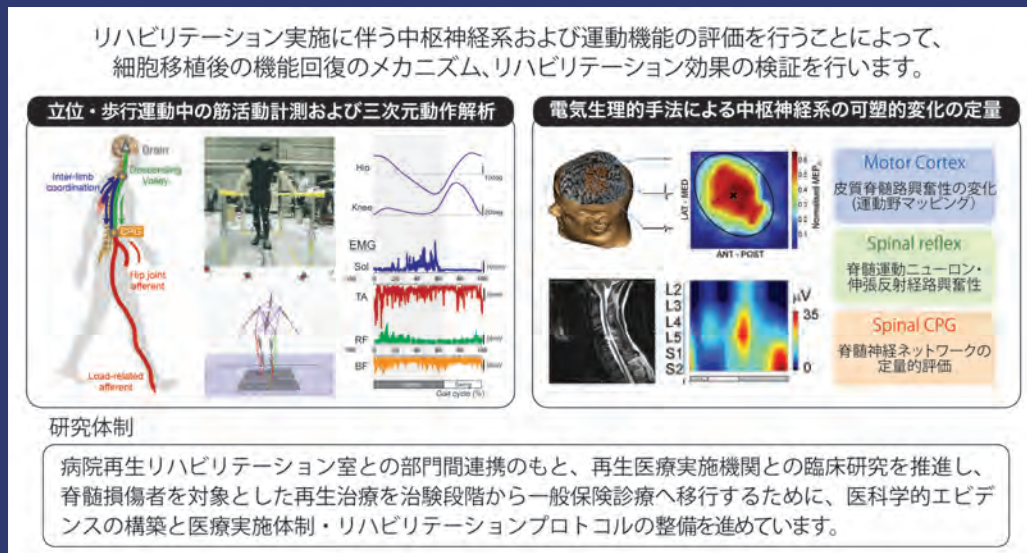 リハビリテーション実施に伴う中枢神経系および運動機能の評価を行うことによって、
細胞移植後の機能回復のメカニズム、リハビリテーション効果の検証を行います。
立位・歩行運動中の筋活動計測および三次元動作解析
Brain
Inter-limb
coordination
Descending
Volley
CPG
Hip joint
afferent
Load-related
afferent
Hip
Knee
EMG
Sol
TA
RF
BF
Swing
Gait cycle (%)
電気生理的手法による中枢神経系の可塑的変化の定量
LAT - MED
ANT - POST
Normalised MEP
L2
L3
L4
L5
S1
S2
μV
35
0
Motor Cortex
皮質脊髄路興奮性の変化
(運動野マッピング)
Spinal reflex
脊髄運動ニューロン・
伸張反射経路興奮性
Spinal CPG
脊髄神経ネットワークの
定量的評価
研究体制
病院再生リハビリテーション室との部門間連携のもと、再生医療実施機関との臨床研究を推進し、
脊髄損傷者を対象とした再生治療を治験段階から一般保険診療へ移行するために、医科学的エビデ
ンスの構築と医療実施体制・リハビリテーションプロトコルの整備を進めています。